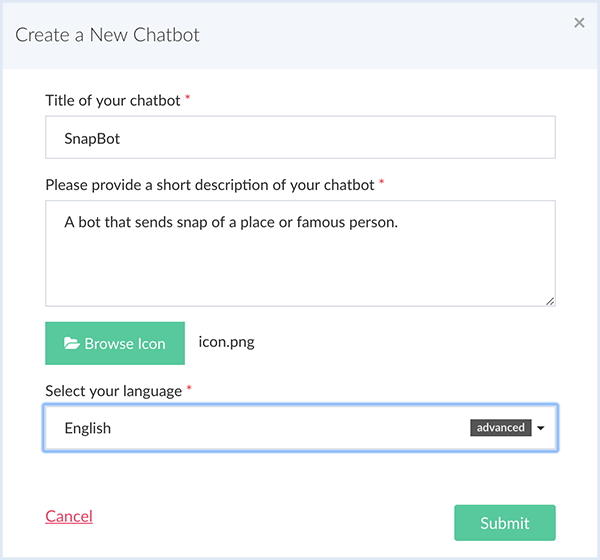 Create a New Chatbot
×
Title of your chatbot *
SnapBot
Please provide a short description of your chatbot *
A bot that sends snap of a place or famous person.
Browse Icon icon.png
Select your language *
English advanced
Cancel Submit